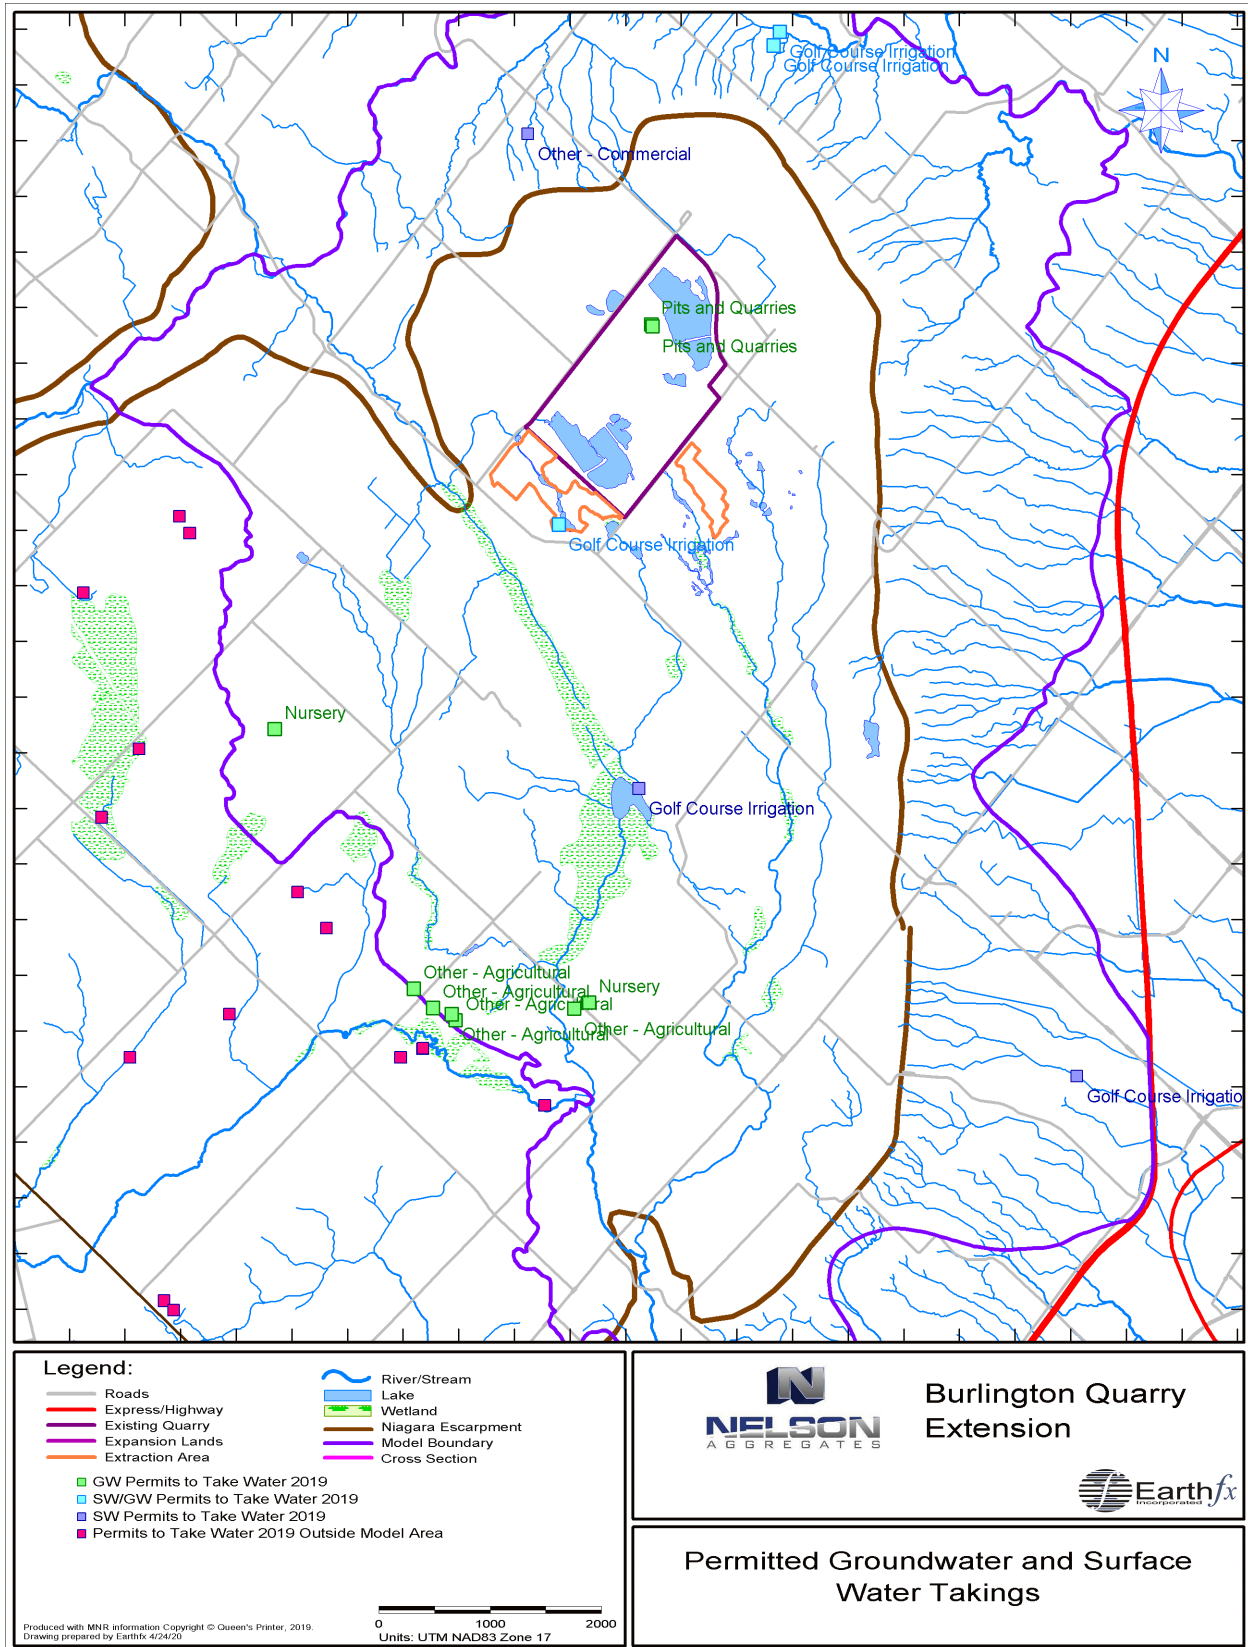 Golf Course Irrigation
Golf Course Irrigation
N
Other - Commercial
Pits and Quarries
Pits and Quarries
Golf Course Irrigation
Nursery
Golf Course Irrigation
Other - Agricultural
Other - Agricultural
Nursery
Other - Agricultural
Other - Agricultural
Other - Agricultural
Golf Course Irrigatio
Legend:
Roads
Express/Highway
Existing Quarry
Expansion Lands
Extraction Area
River/Stream
Lake
Wetland
Niagara Escarpment
Model Boundary
Cross Section
GW Permits to Take Water 2019
SW/GW Permits to Take Water 2019
SW Permits to Take Water 2019
Permits to Take Water 2019 Outside Model Area
0 1000 2000
Units: UTM NAD83 Zone 17
Produced with MNR information Copyright © Queen's Printer, 2019.
Drawing prepared by Earthfx 4/24/20
N
NELSON
AGGREGATES
Burlington Quarry
Extension
Earthfx
Incorporated
Permitted Groundwater and Surface
Water Takings